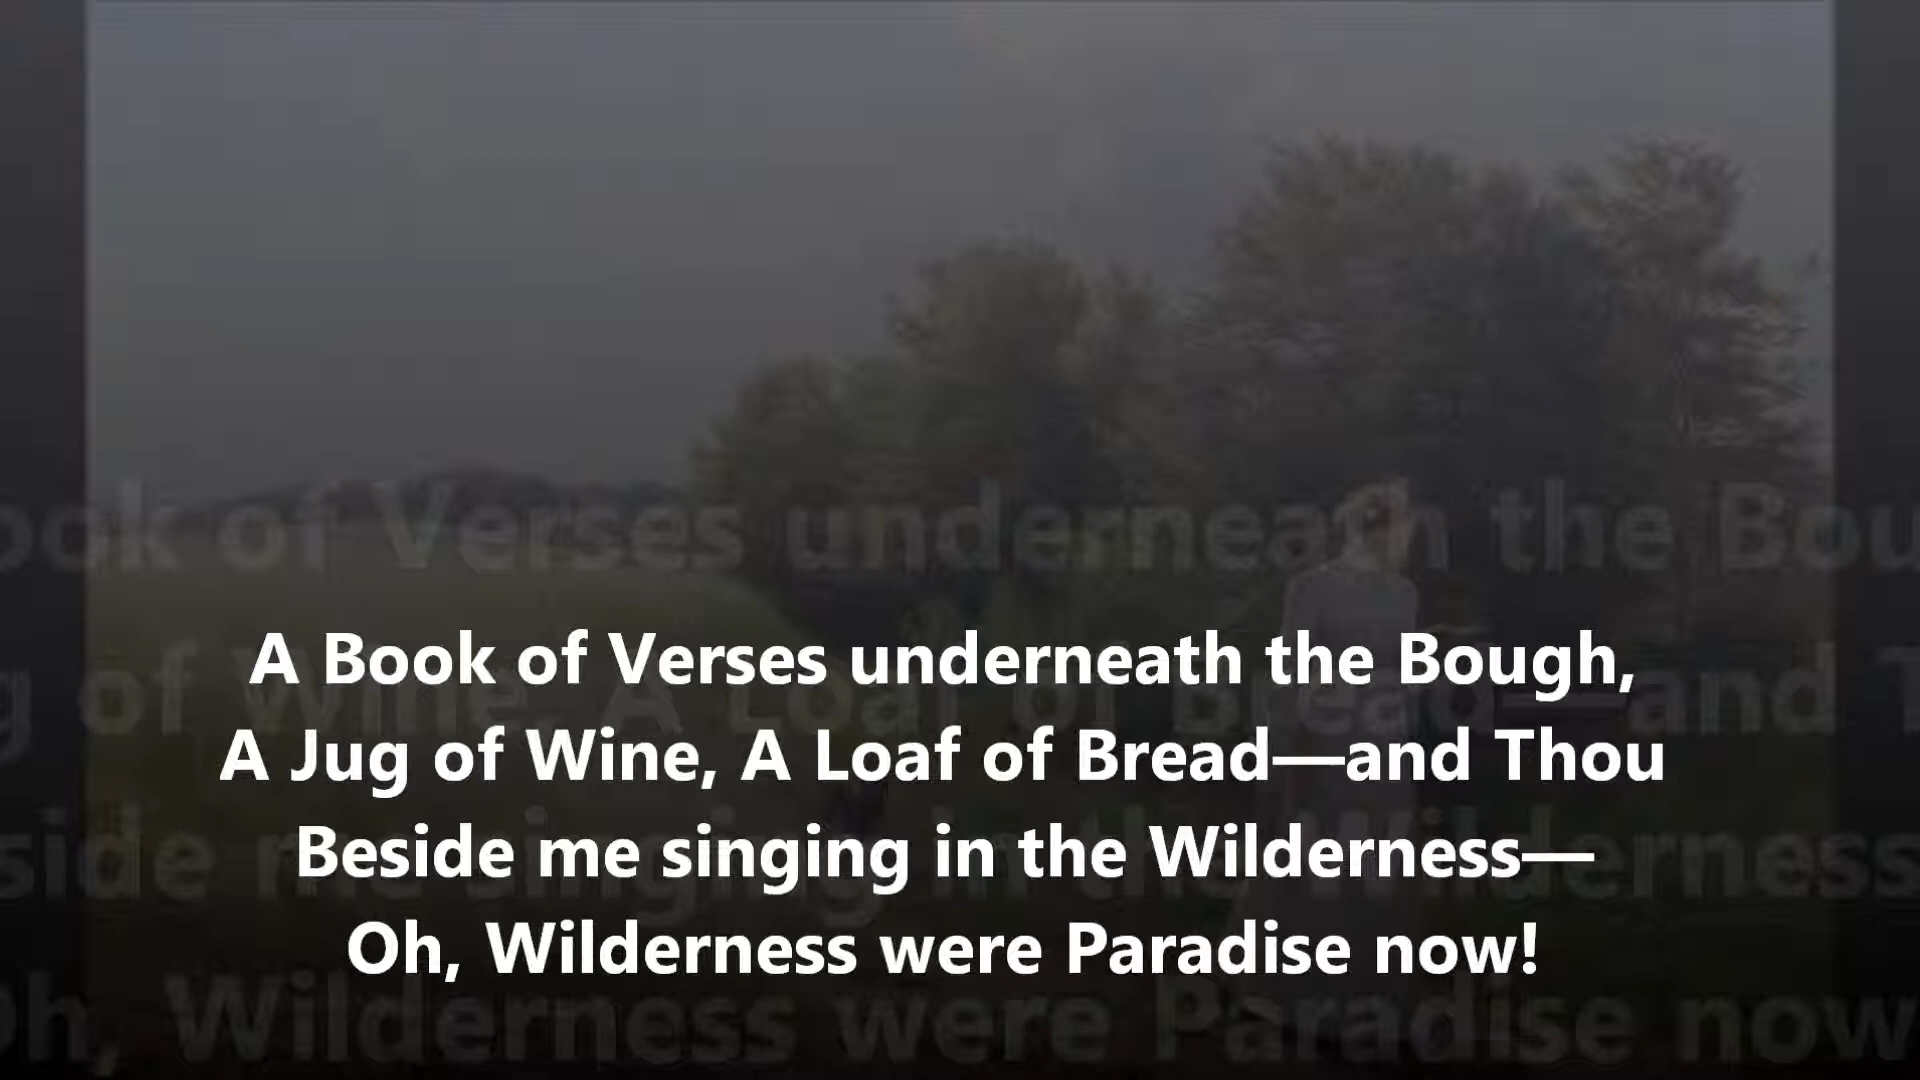 A Book of Verses underneath the Bough,
A Jug of Wine, A Loaf of Bread—and Thou
Beside me singing in the Wilderness—
Oh, Wilderness were Paradise now!